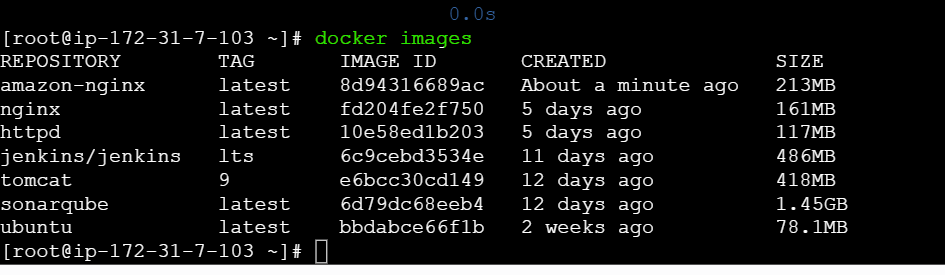 0.0s
[root@ip-172-31-7-103 ~]# docker images
REPOSITORY TAG IMAGE ID CREATED SIZE
amazon-nginx latest 8d94316689ac About a minute ago 213MB
nginx latest fd204fe2f750 5 days ago 161MB
httpd latest 10e58ed1b203 5 days ago 117MB
jenkins/jenkins lts 6c9cebd3534e 11 days ago 486MB
tomcat 9 e6bcc30cd149 12 days ago 418MB
sonarqube latest 6d79dc68eeb4 12 days ago 1.45GB
ubuntu latest bbdabce66f1b 2 weeks ago 78.1MB
[root@ip-172-31-7-103 ~]#